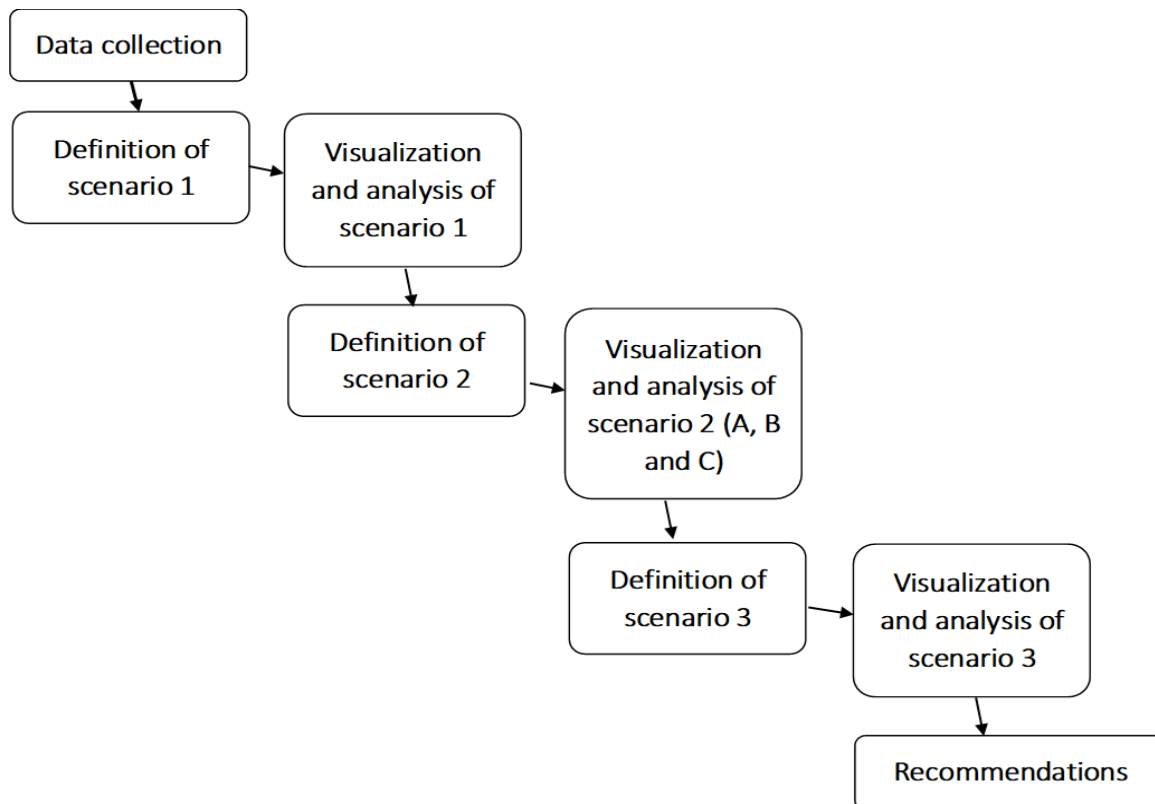 Data collection
Definition of
scenario 1
Visualization
and analysis of
scenario 1
Definition of
scenario 2
Visualization
and analysis of
scenario 2 (A, B
and C)
Definition of
scenario 3
Visualization
and analysis of
scenario 3
Recommendations